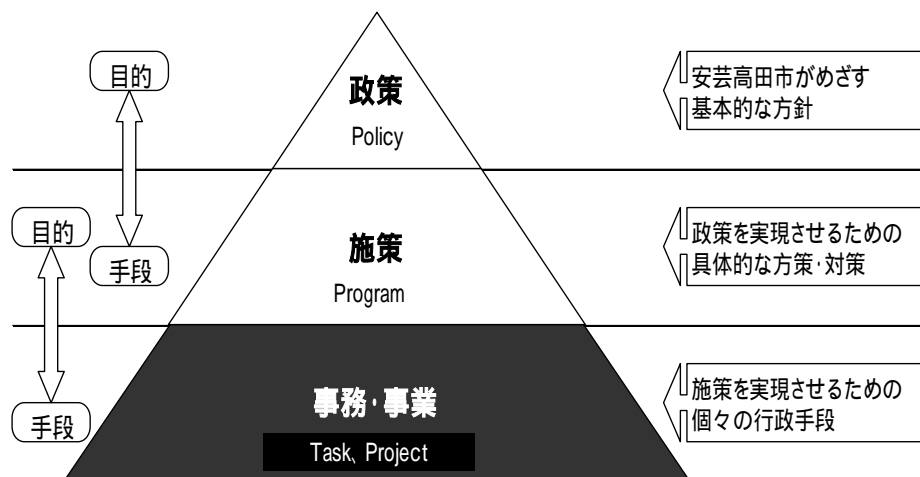 目的
政策
Policy
安芸高田市がめざす
基本的な方針
目的
手段
施策
Program
政策を実現させるための
具体的な方策・対策
手段
事務・事業
Task、Project
施策を実現させるための
個々の行政手段